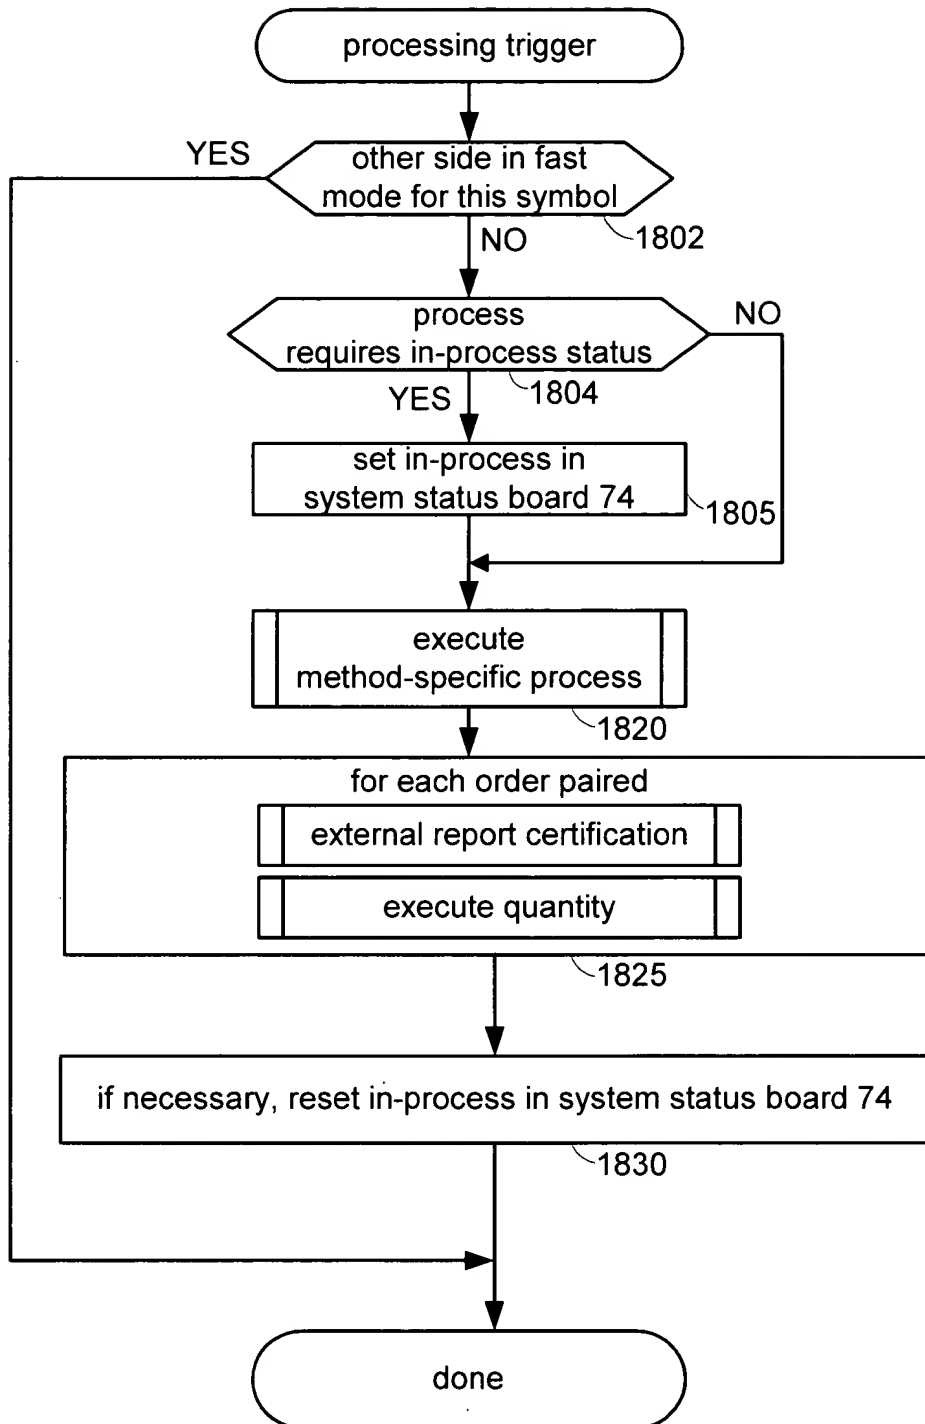 processing trigger
YES
other side in fast
mode for this symbol
1802
NO
process
requires in-process status
NO
1804
YES
set in-process in
system status board 74
1805
execute
method-specific process
1820
for each order paired
external report certification
execute quantity
1825
if necessary, reset in-process in system status board 74
1830
done